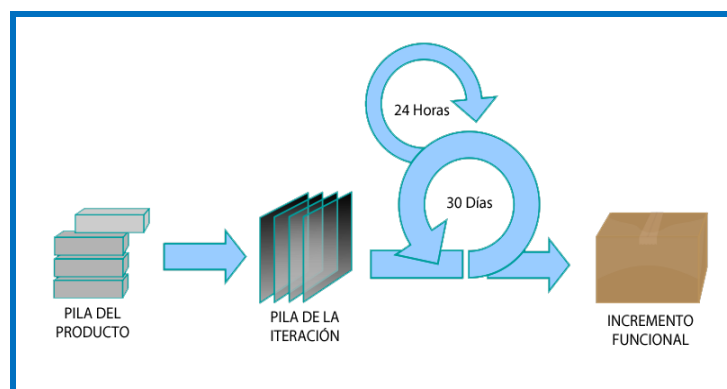 24 Horas
30 Días
PILA DEL
PRODUCTO
PILA DE LA
ITERACIÓN
INCREMENTO
FUNCIONAL